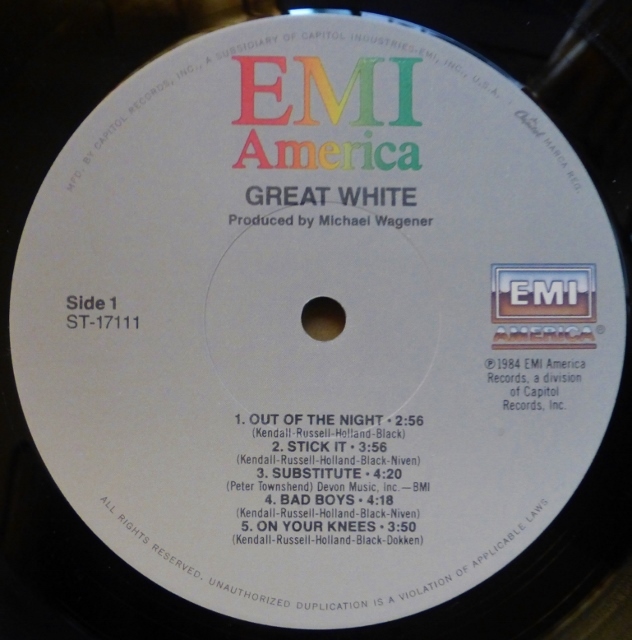 MFD. BY CAPITOL RECORDS, INC., A SUBSIDIARY OF CAPITOL INDUSTRIES-EMI, INC., U.S.A. · Capitol MARCA REG.
EMI
America
GREAT WHITE
Produced by Michael Wagener
Side 1
ST-17111
EMI
AMERICA®
℗1984 EMI America
Records, a division
of Capitol
Records, Inc.
1. OUT OF THE NIGHT · 2:56
(Kendall-Russell-Holland-Black)
2. STICK IT · 3:56
(Kendall-Russell-Holland-Black-Niven)
3. SUBSTITUTE · 4:20
(Peter Townshend) Devon Music, Inc.—BMI
4. BAD BOYS · 4:18
(Kendall-Russell-Holland-Black-Niven)
5. ON YOUR KNEES · 3:50
(Kendall-Russell-Holland-Black-Dokken)
ALL RIGHTS RESERVED. UNAUTHORIZED DUPLICATION IS A VIOLATION OF APPLICABLE LAWS